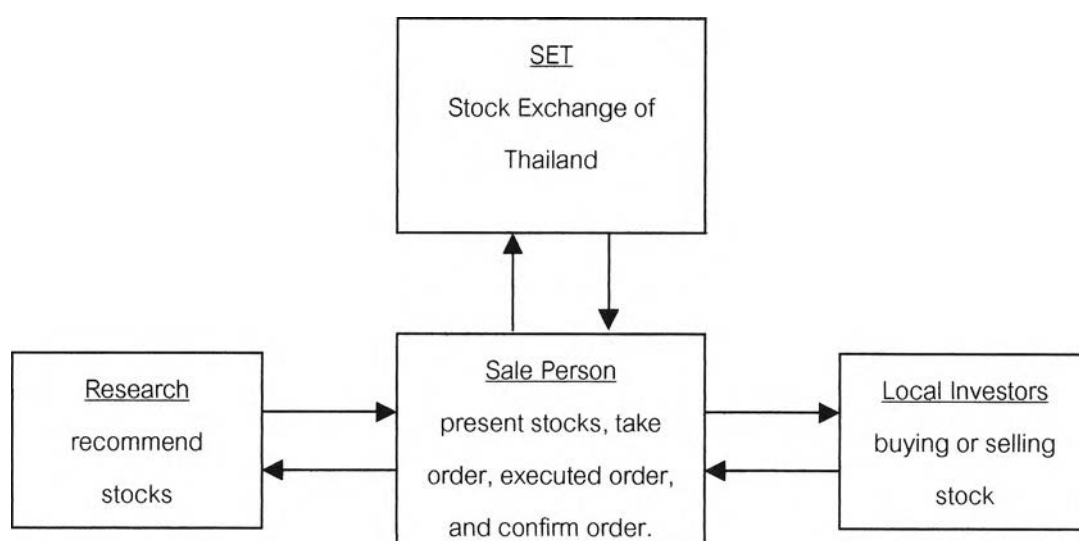 SET
Stock Exchange of
Thailand
Research
recommend
stocks
Sale Person
present stocks, take
order, executed order,
and confirm order.
Local Investors
buying or selling
stock